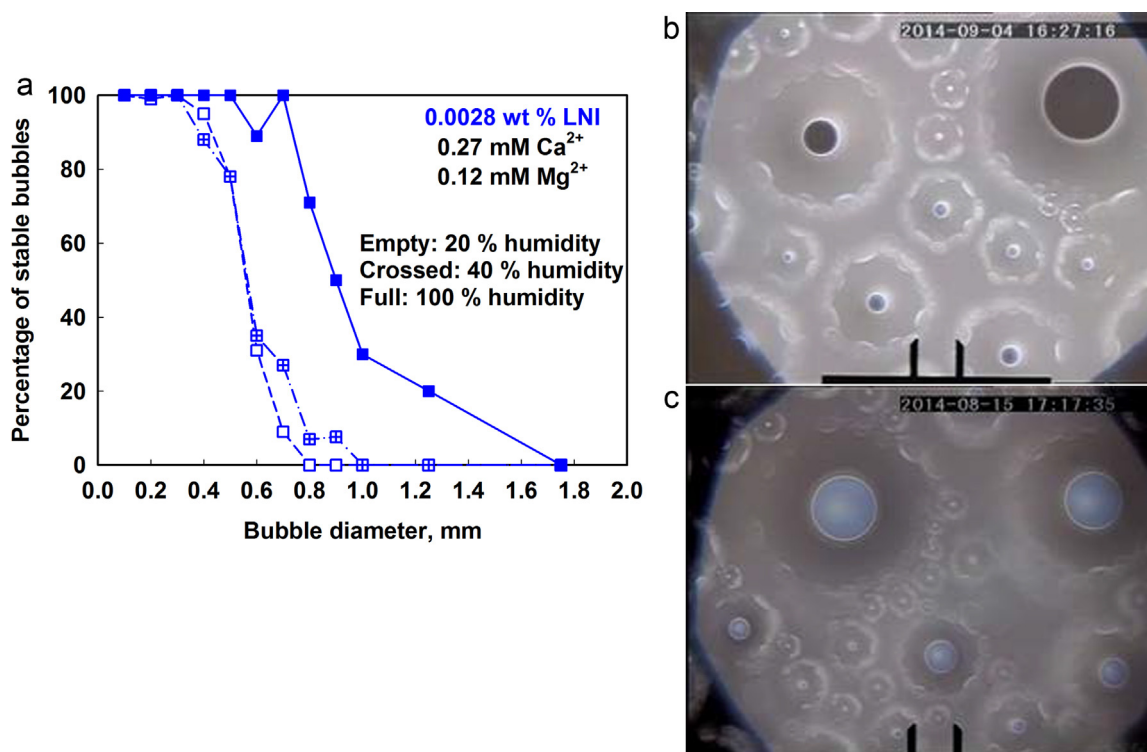 a
100
80
60
40
20
0
0.0 0.2 0.4 0.6 0.8 1.0 1.2 1.4 1.6 1.8 2.0
Percentage of stable bubbles
Bubble diameter, mm
0.0028 wt % LNI
0.27 mM Ca²⁺
0.12 mM Mg²⁺
Empty: 20 % humidity
Crossed: 40 % humidity
Full: 100 % humidity
b
2014-09-04 16:27:16
c
2014-08-15 17:17:35